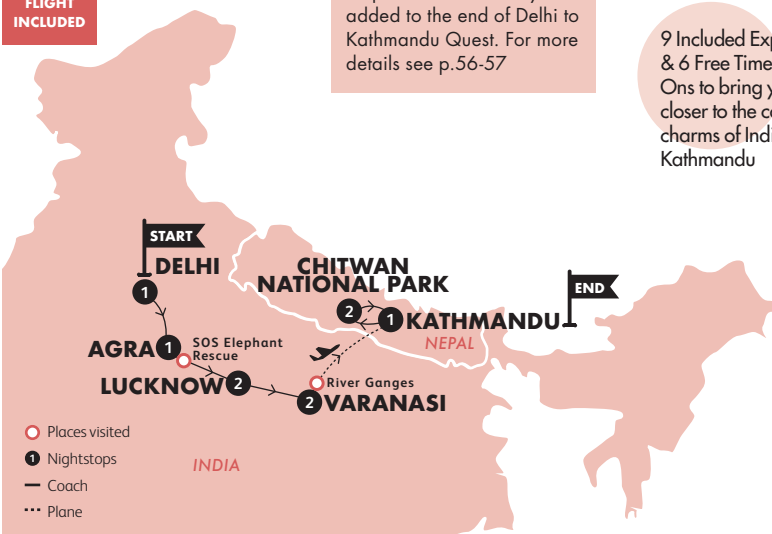 FLIGHT
INCLUDED
added to the end of Delhi to
Kathmandu Quest. For more
details see p.56-57
9 Included
& 6 Free Time
Ons to bring
closer to the
charms of
Kathmandu
START
DELHI
1
CHITWAN
NATIONAL PARK
2
1
KATHMANDU
END
NEPAL
AGRA
1
SOS Elephant
Rescue
LUCKNOW
2
River Ganges
2
VARANASI
Places visited
1 Nightstops
Coach
Plane
INDIA